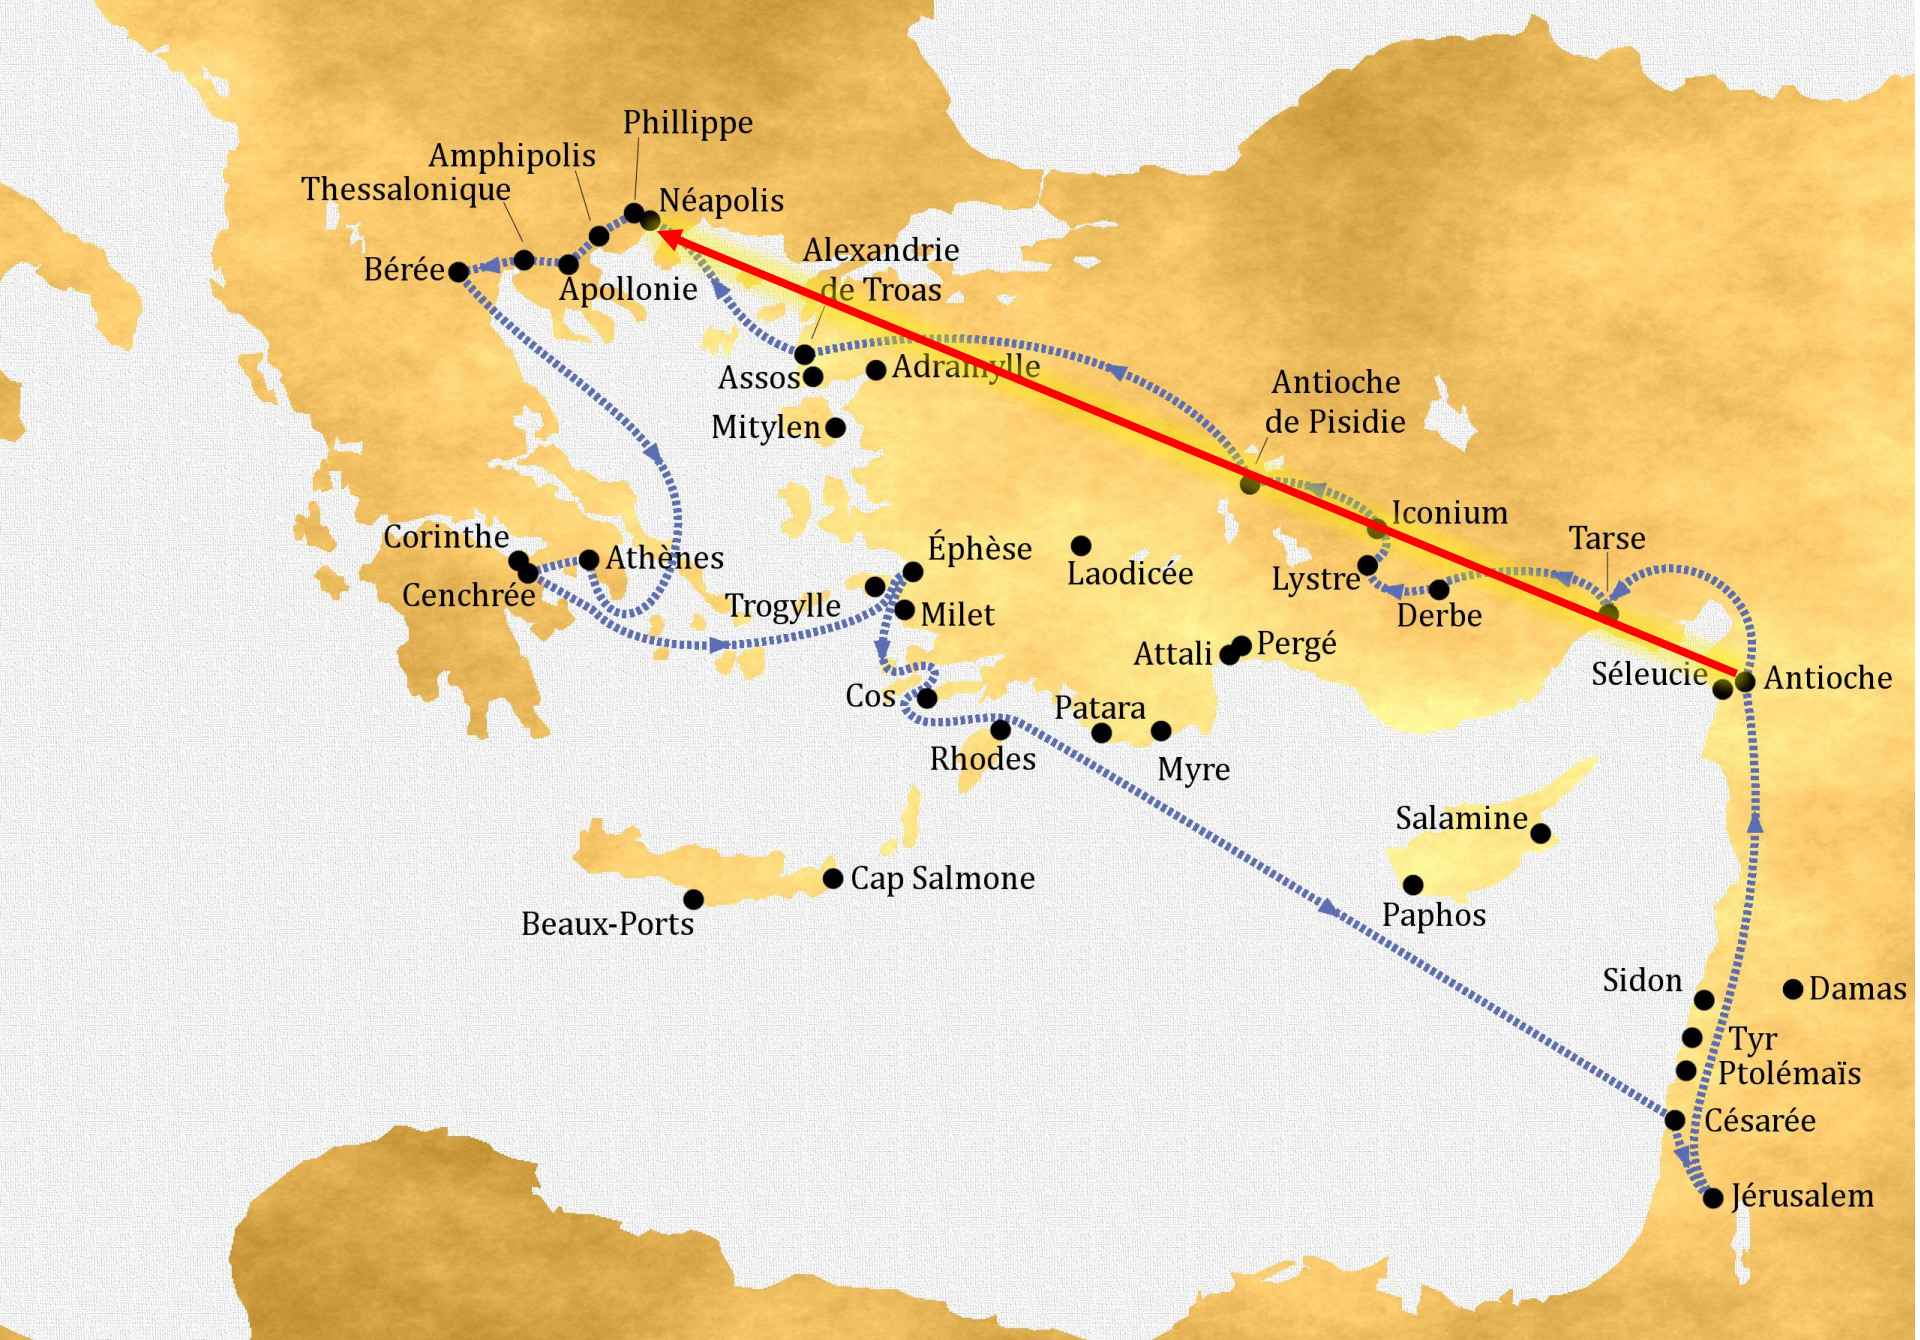 Phillippe
Amphipolis
Thessalonique
Néapolis
Alexandrie
de Troas
Bérée
Apollonie
Assos
Adramylle
Antioche
de Pisidie
Mitylen
Iconium
Corinthe
Athènes
Éphèse
Laodicée
Tarse
Lystre
Cenchrée
Trogylle
Milet
Derbe
Attali
Pergé
Séleucie
Antioche
Cos
Patara
Rhodes
Myre
Salamine
Cap Salmone
Paphos
Beaux-Ports
Sidon
Damas
Tyr
Ptolémaïs
Césarée
Jérusalem